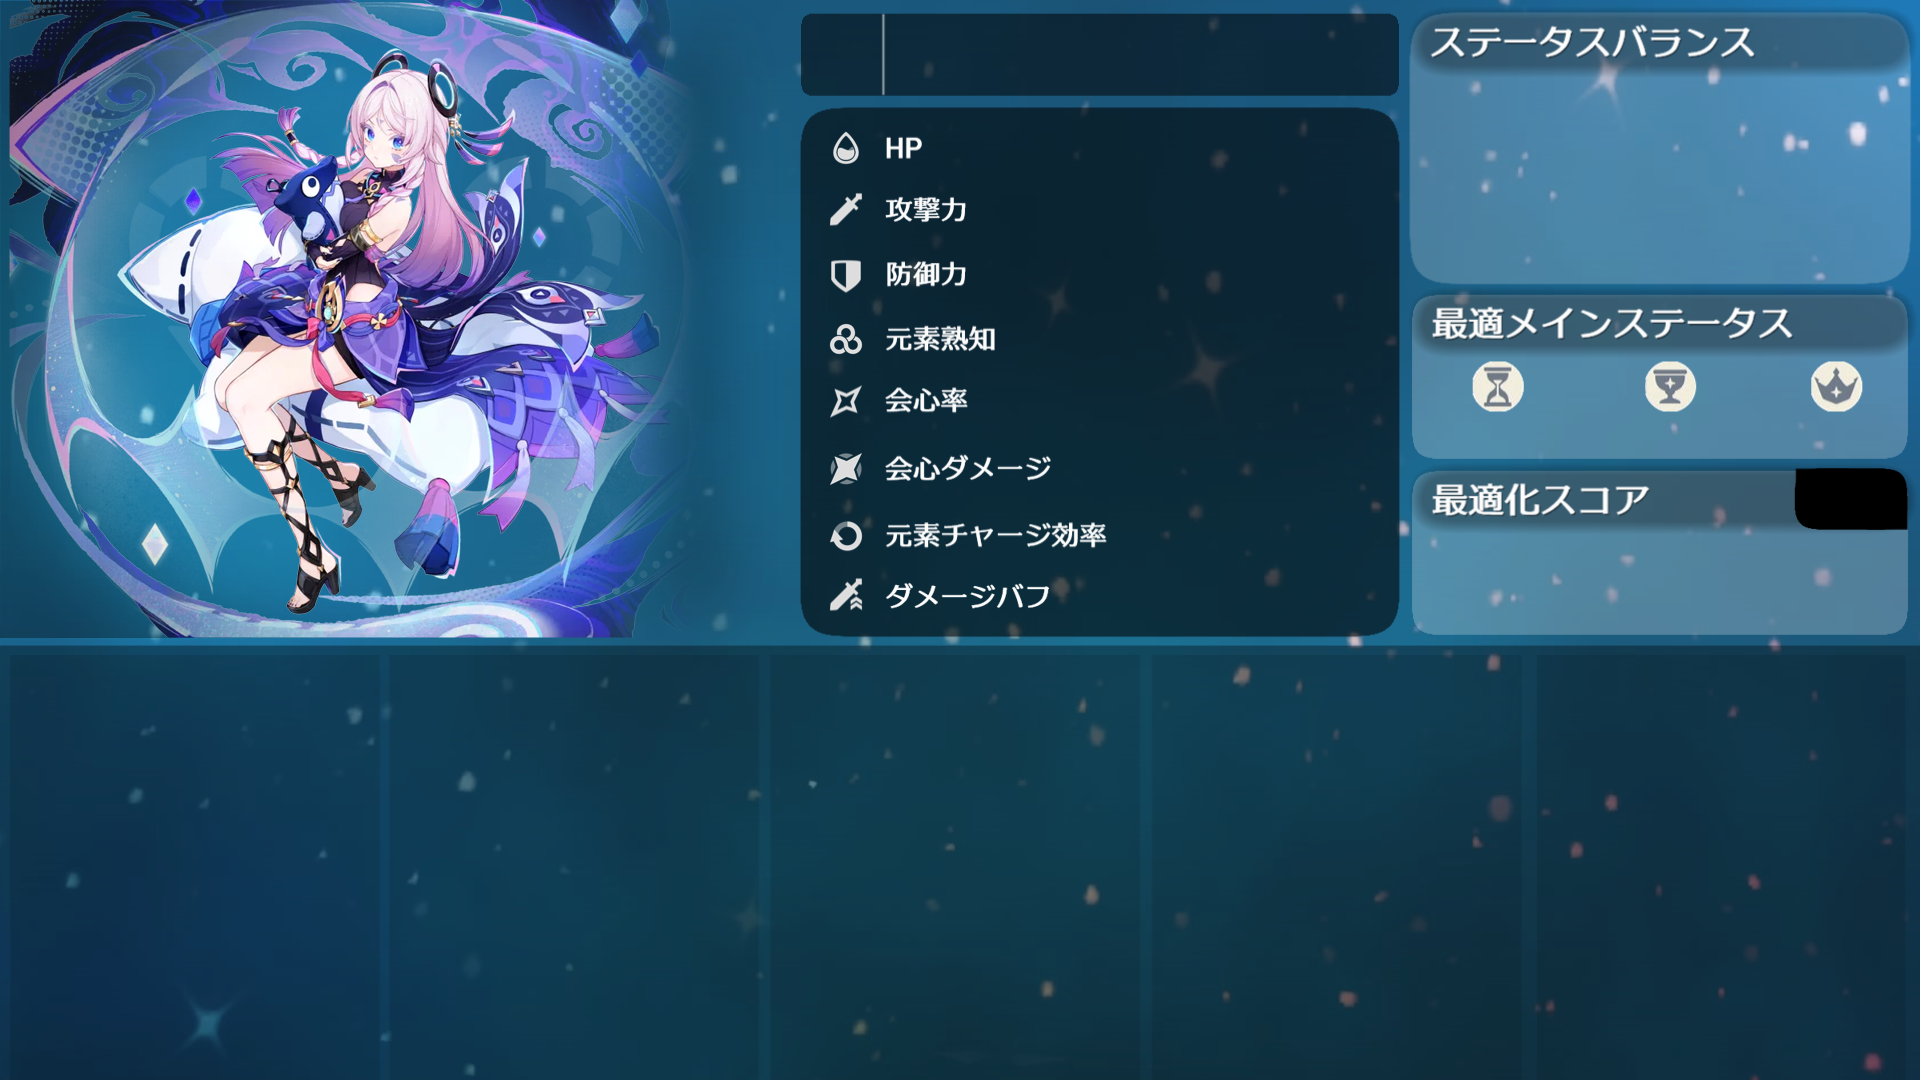 HP
攻撃力
防御力
元素熟知
会心率
会心ダメージ
元素チャージ効率
ダメージバフ
ステータスバランス
最適メインステータス
最適化スコア